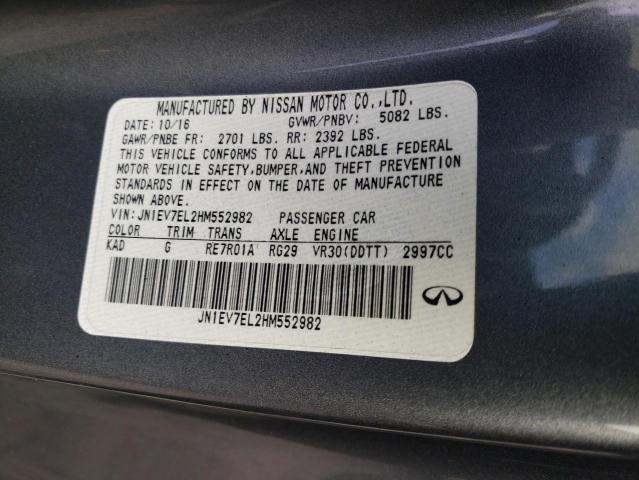 MANUFACTURED BY NISSAN MOTOR CO.,LTD.
DATE: 10/16 GVWR/PNBV: 5082 LBS.
GAWR/PNBE FR: 2701 LBS. RR: 2392 LBS.
THIS VEHICLE CONFORMS TO ALL APPLICABLE FEDERAL
MOTOR VEHICLE SAFETY,BUMPER,AND THEFT PREVENTION
STANDARDS IN EFFECT ON THE DATE OF MANUFACTURE
SHOWN ABOVE.
VIN: JN1EV7EL2HM552982 PASSENGER CAR
COLOR TRIM TRANS AXLE ENGINE
KAD G RE7R01A RG29 VR30(DDTT) 2997CC
JN1EV7EL2HM552982